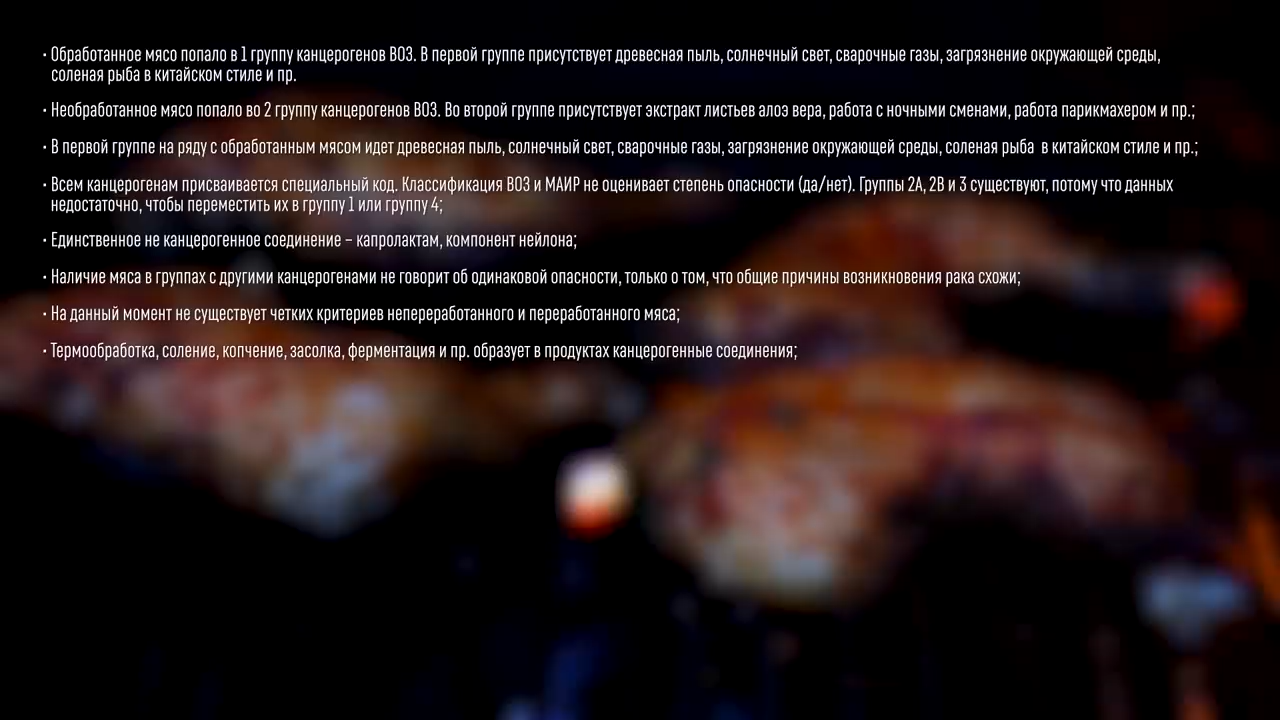 · Обработанное мясо попало в 1 группу канцерогенов ВОЗ. В первой группе присутствует древесная пыль, солнечный свет, сварочные газы, загрязнение окружающей среды,
соленая рыба в китайском стиле и пр.
· Необработанное мясо попало во 2 группу канцерогенов ВОЗ. Во второй группе присутствует экстракт листьев алоэ вера, работа с ночными сменами, работа парикмахером и пр.;
· В первой группе на ряду с обработанным мясом идет древесная пыль, солнечный свет, сварочные газы, загрязнение окружающей среды, соленая рыба в китайском стиле и пр.;
· Всем канцерогенам присваивается специальный код. Классификация ВОЗ и МАИР не оценивает степень опасности (да/нет). Группы 2А, 2В и 3 существуют, потому что данных
недостаточно, чтобы переместить их в группу 1 или группу 4;
· Единственное не канцерогенное соединение – капролактам, компонент нейлона;
· Наличие мяса в группах с другими канцерогенами не говорит об одинаковой опасности, только о том, что общие причины возникновения рака схожи;
· На данный момент не существует четких критериев непереработанного и переработанного мяса;
· Термообработка, соление, копчение, засолка, ферментация и пр. образует в продуктах канцерогенные соединения;